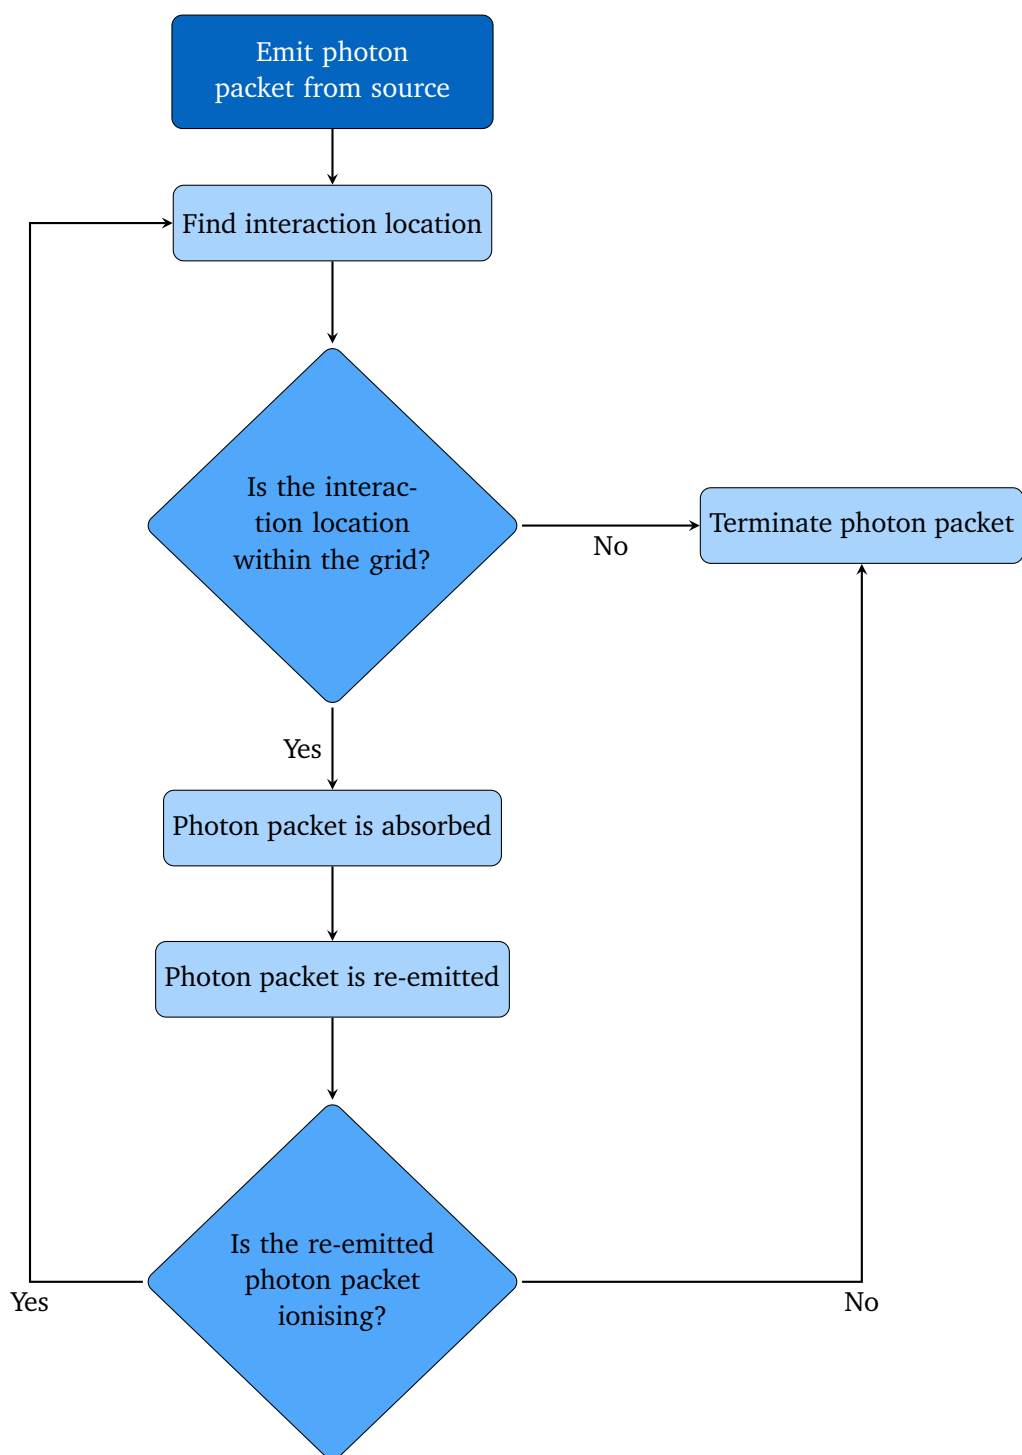 Emit photon
packet from source
Find interaction location
Is the interac-
tion location
within the grid?
No
Terminate photon packet
Yes
Photon packet is absorbed
Photon packet is re-emitted
Is the re-emitted
photon packet
ionising?
Yes
No